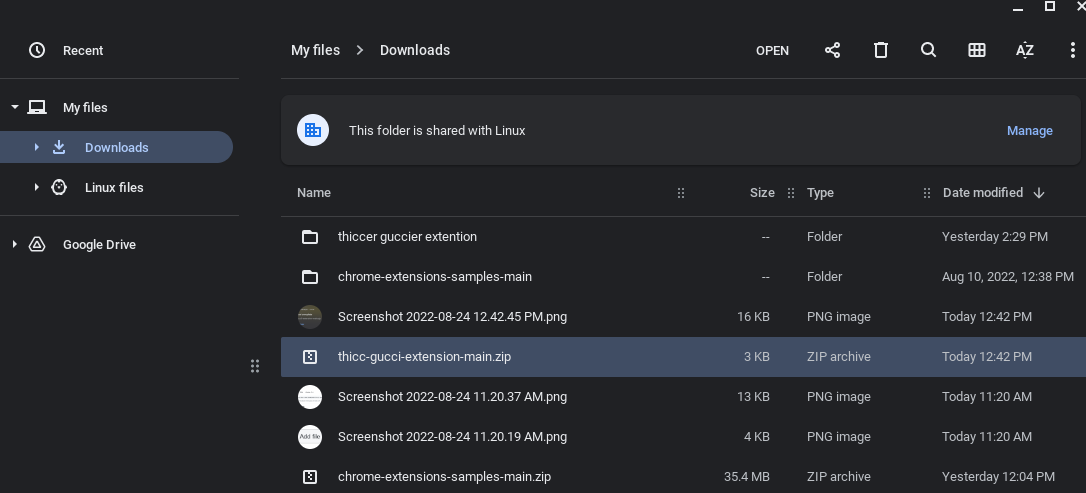 Recent
My files
Downloads
Linux files
Google Drive
My files > Downloads
OPEN
AZ
This folder is shared with Linux
Manage
Name Size Type Date modified
thiccer guccier extention -- Folder Yesterday 2:29 PM
chrome-extensions-samples-main -- Folder Aug 10, 2022, 12:38 PM
Screenshot 2022-08-24 12.42.45 PM.png 16 KB PNG image Today 12:42 PM
thicc-gucci-extension-main.zip 3 KB ZIP archive Today 12:42 PM
Screenshot 2022-08-24 11.20.37 AM.png 13 KB PNG image Today 11:20 AM
Add file Screenshot 2022-08-24 11.20.19 AM.png 4 KB PNG image Today 11:20 AM
chrome-extensions-samples-main.zip 35.4 MB ZIP archive Yesterday 12:04 PM